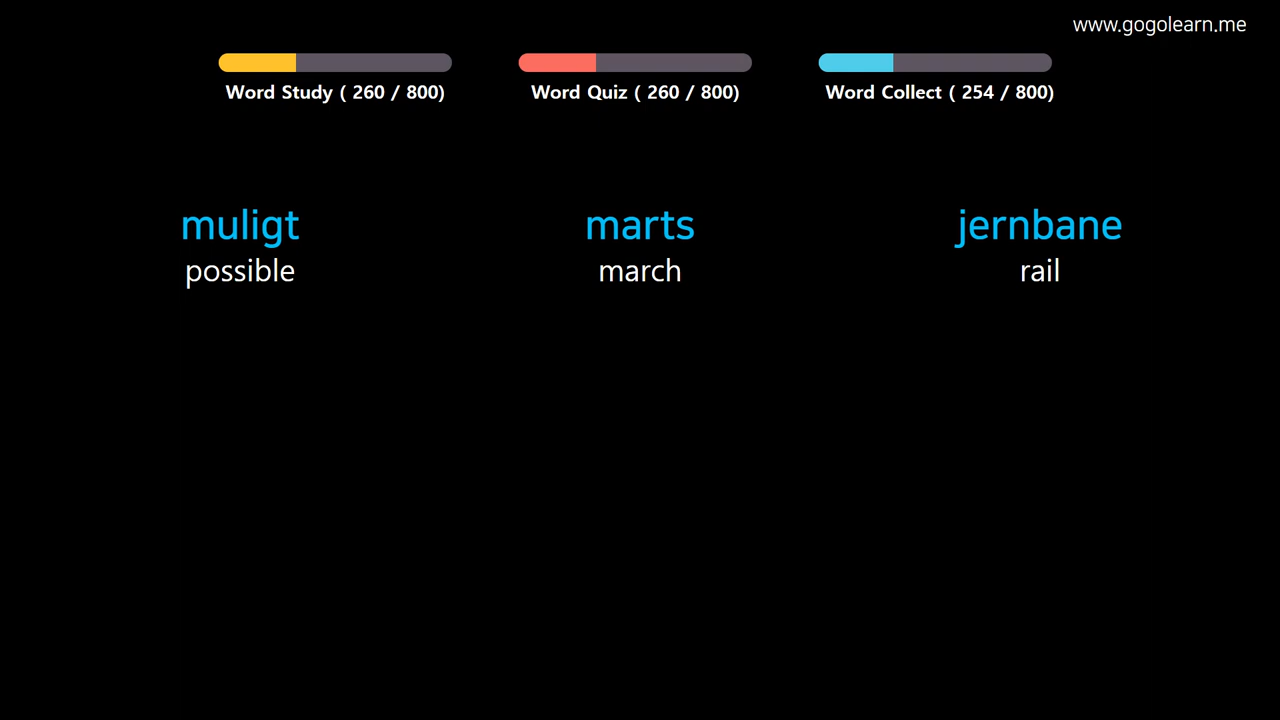 www.gogolearn.me
Word Study ( 260 / 800)
Word Quiz ( 260 / 800)
Word Collect ( 254 / 800)
muligt
possible
marts
march
jernbane
rail